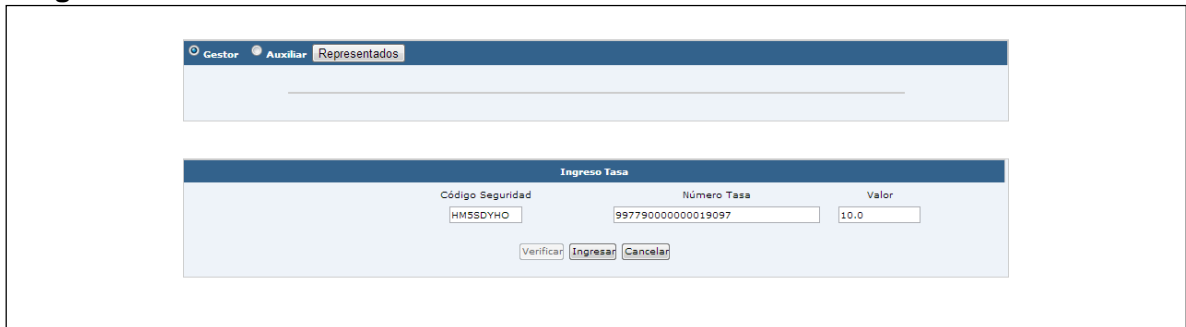 Gestor Auxiliar Representados
Ingreso Tasa
Código Seguridad Número Tasa Valor
HM5SDYHO 997790000000019097 10.0
Verificar Ingresar Cancelar